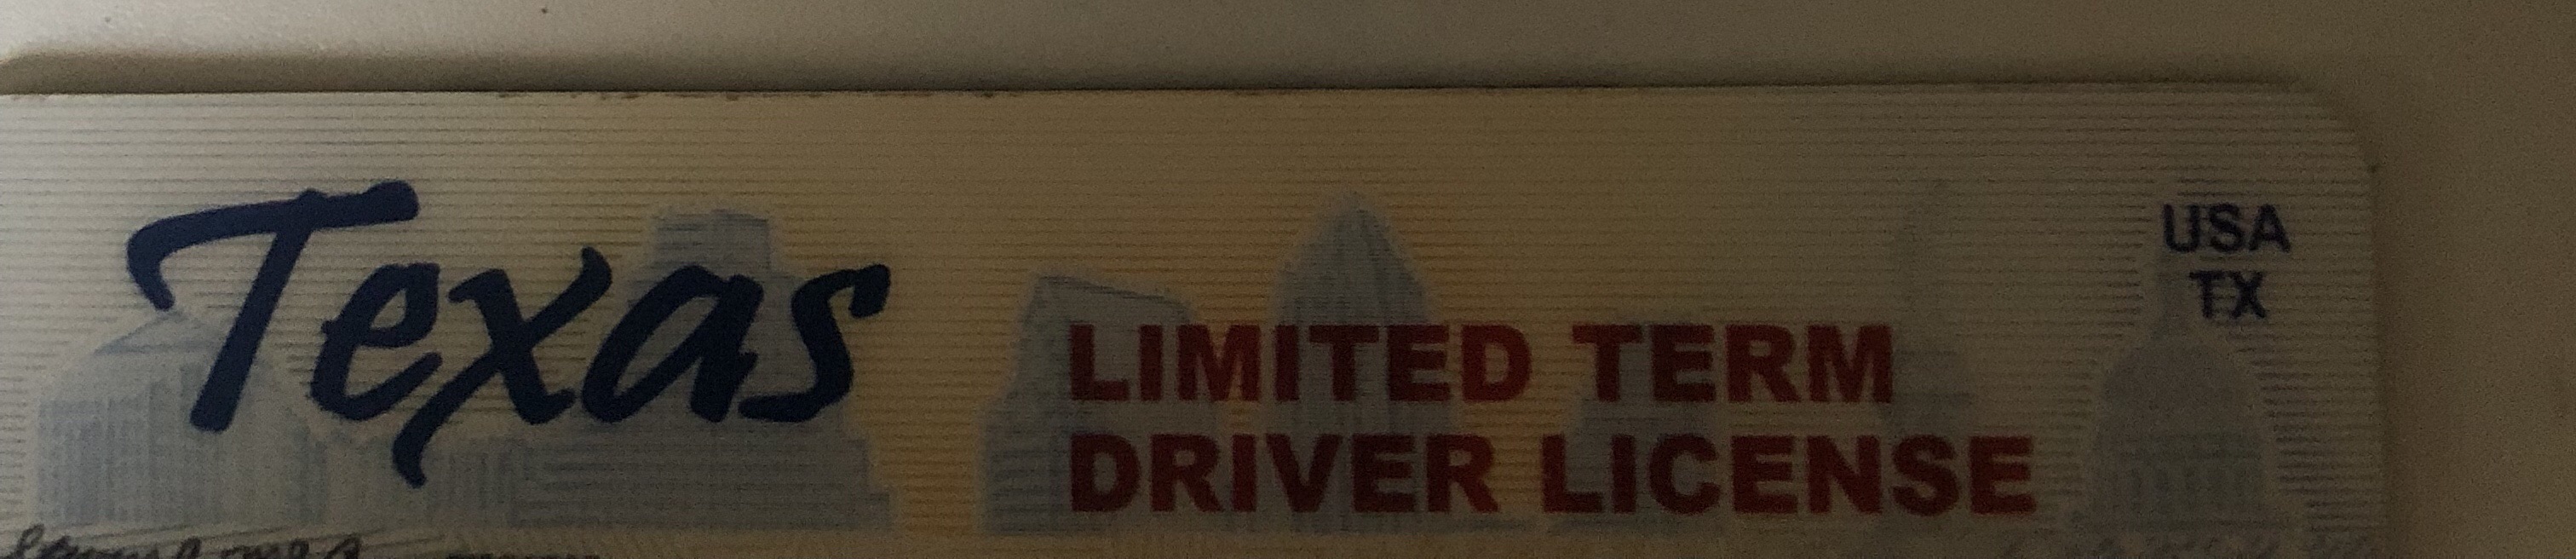 Texas
LIMITED TERM
DRIVER LICENSE
USA
TX